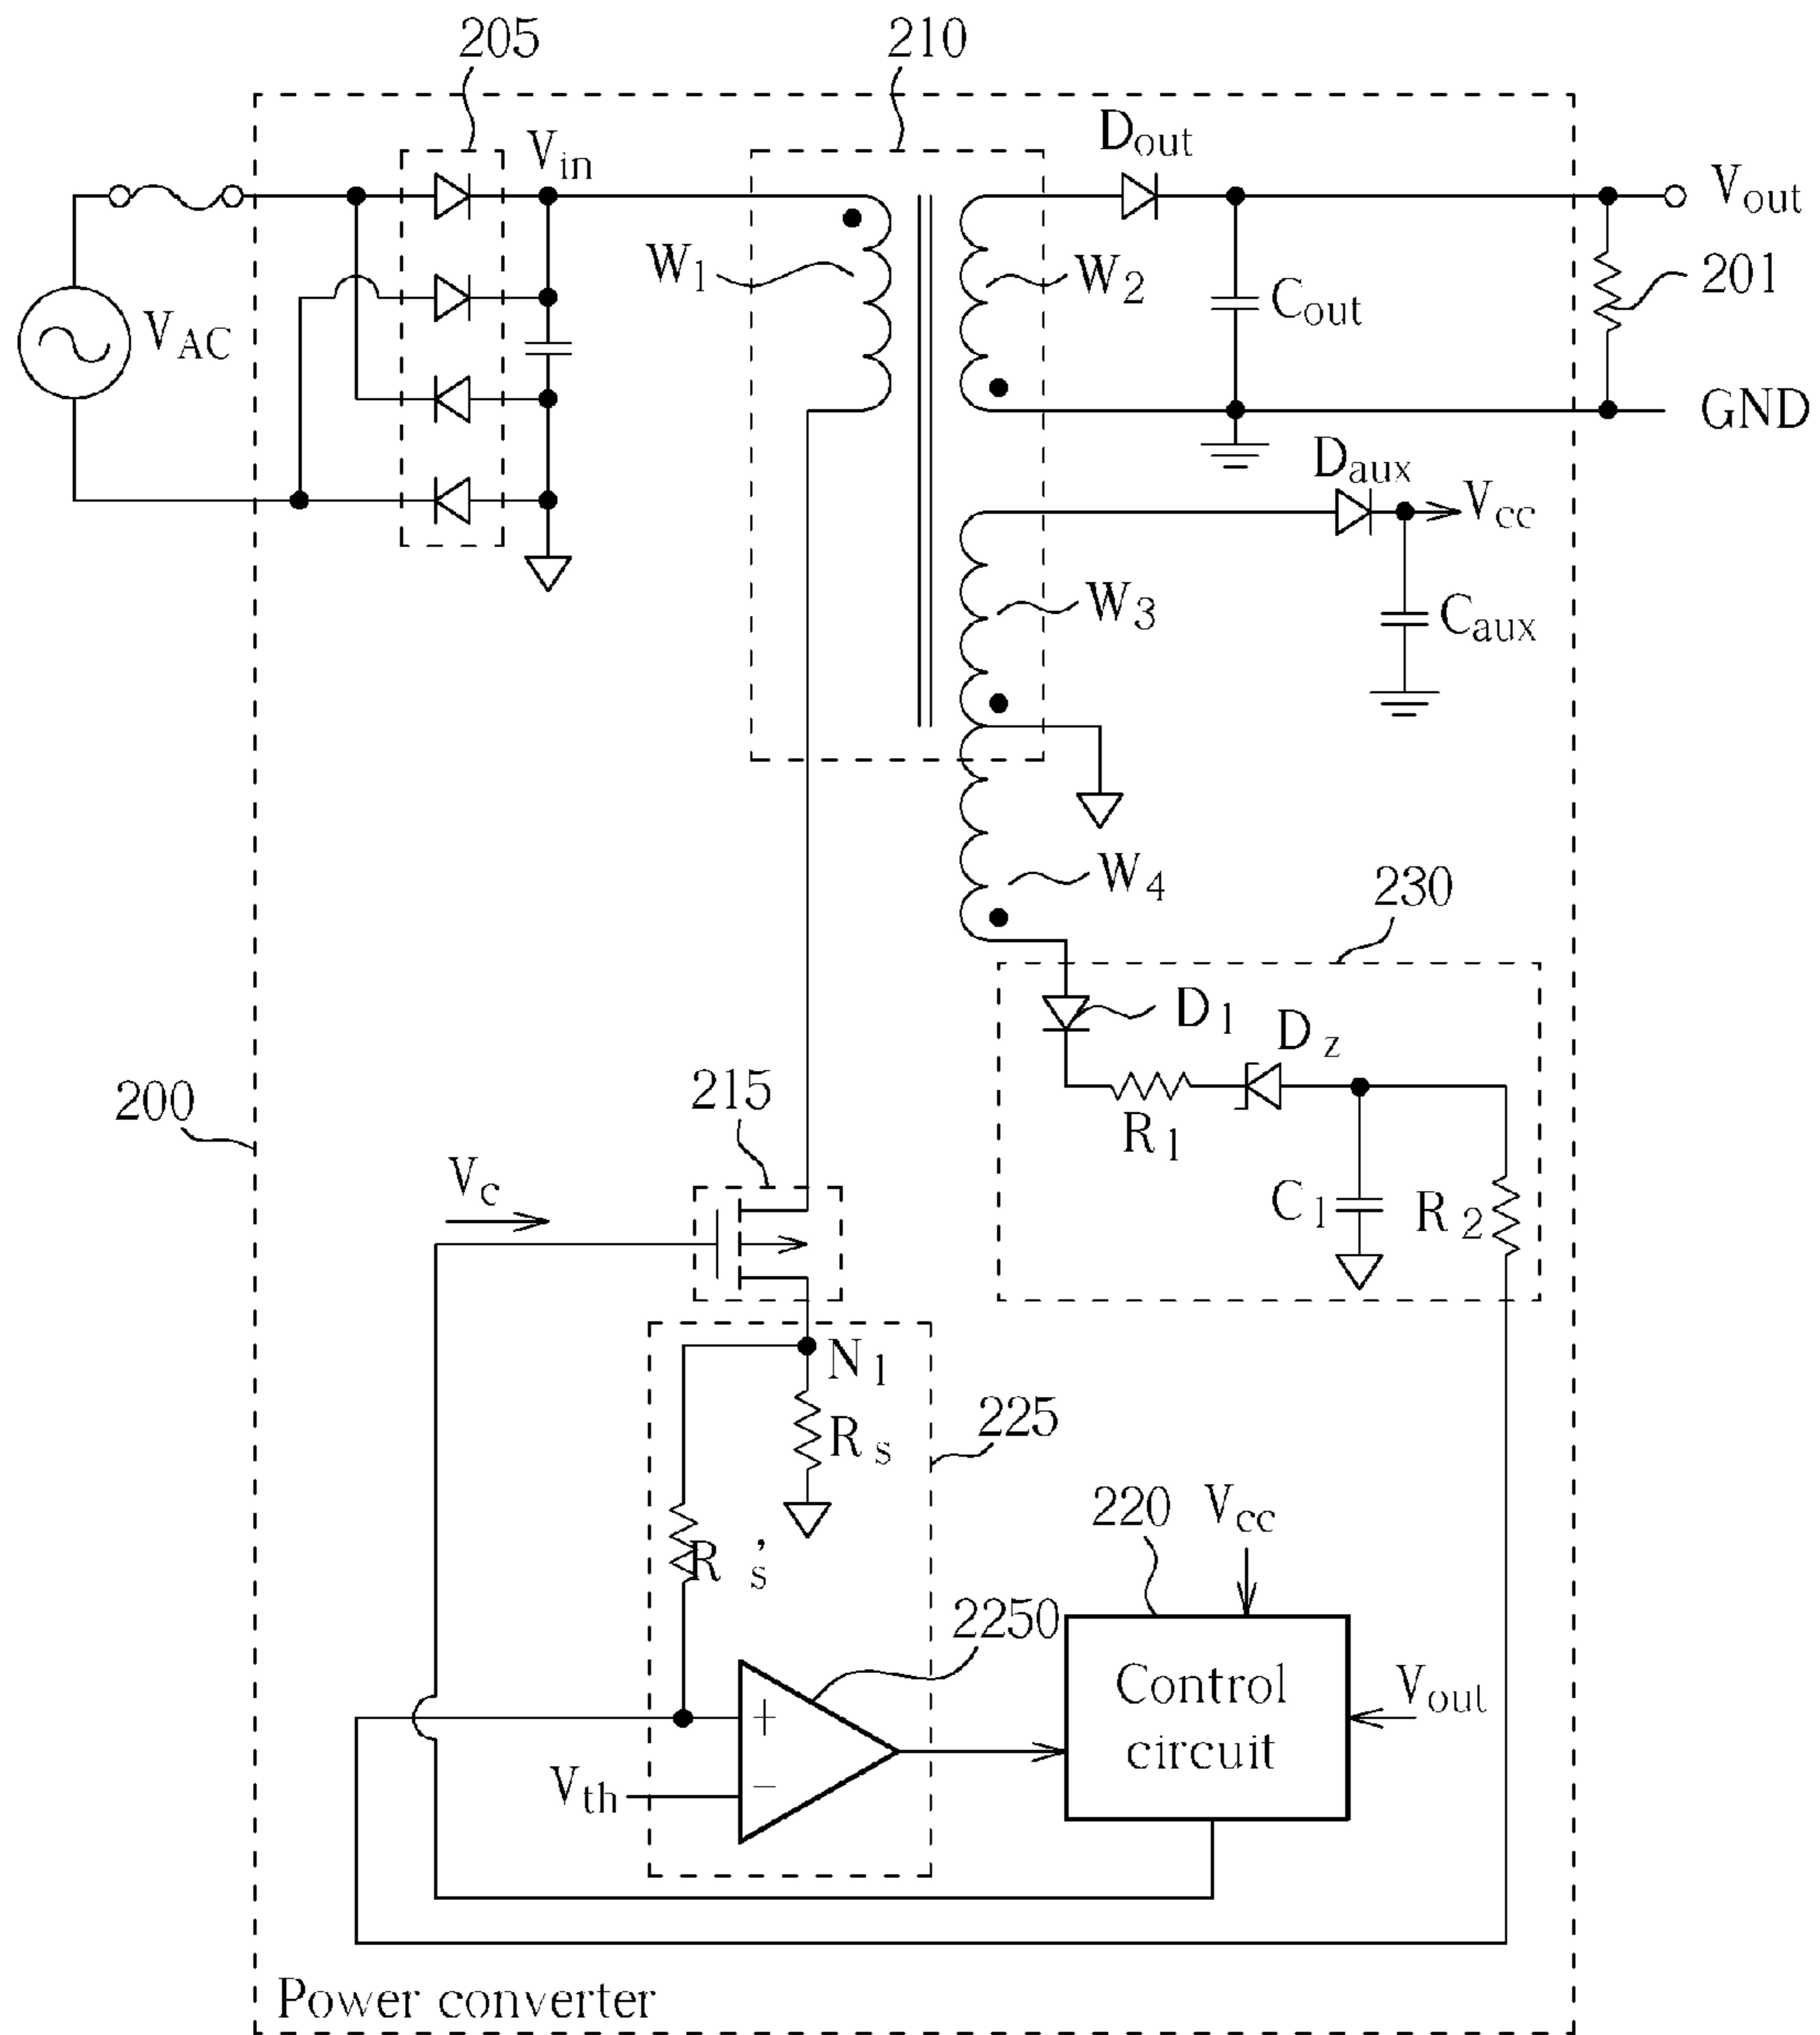 205
210
Vin
Dout
Vout
W1
W2
Cout
201
VAC
GND
Daux
Vcc
W3
Caux
W4
230
D1
Dz
200
215
R1
Vc
C1
R2
N1
Rs
225
220
Vcc
Rs'
2250
+
Control
circuit
Vout
Vth
−
Power converter